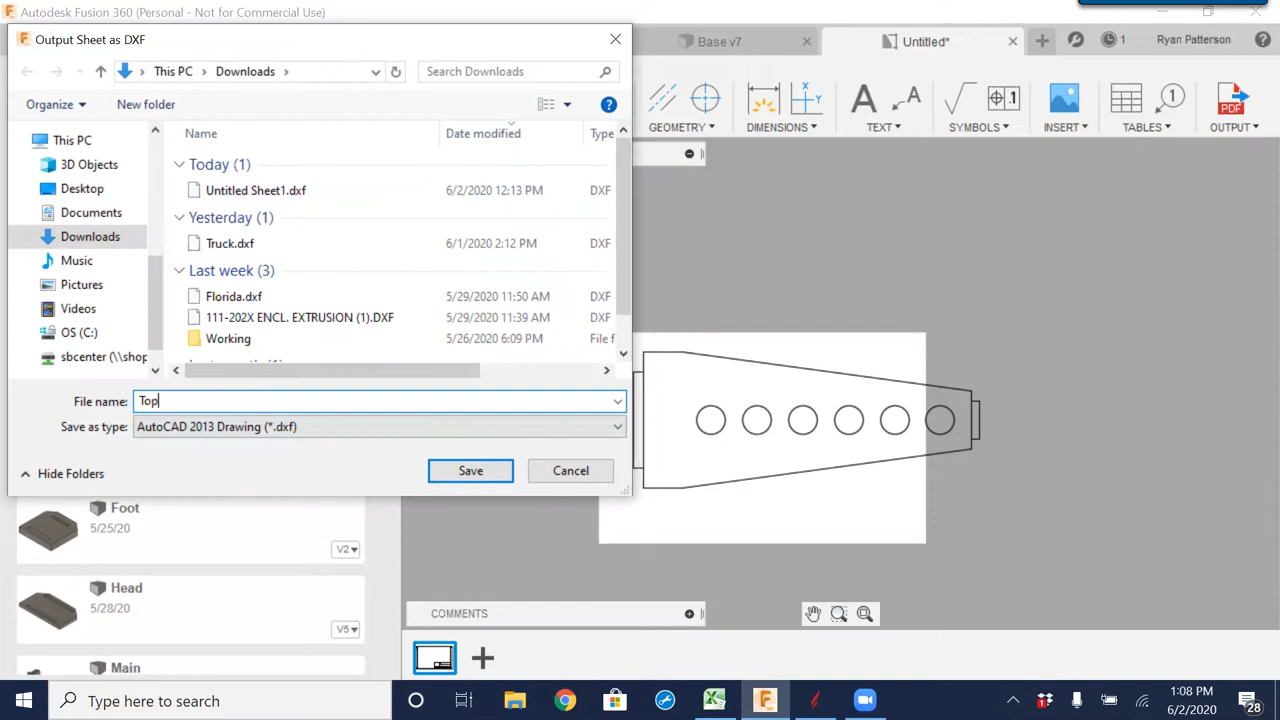 Autodesk Fusion 360 (Personal - Not for Commercial Use)
Output Sheet as DXF
This PC
Downloads
Search Downloads
Organize
New folder
Base v7
Untitled*
1
Ryan Patterson
GEOMETRY
DIMENSIONS
TEXT
SYMBOLS
INSERT
TABLES
OUTPUT
X
Y
A
A
.1
1
PDF
This PC
3D Objects
Desktop
Documents
Downloads
Music
Pictures
Videos
OS (C:)
sbcenter (\\shop
Name
Date modified
Type
Today (1)
Untitled Sheet1.dxf
6/2/2020 12:13 PM
DXF
Yesterday (1)
Truck.dxf
6/1/2020 2:12 PM
DXF
Last week (3)
Florida.dxf
5/29/2020 11:50 AM
DXF
111-202X ENCL. EXTRUSION (1).DXF
5/29/2020 11:39 AM
DXF
Working
5/26/2020 6:09 PM
File f
File name:
Top
Save as type:
AutoCAD 2013 Drawing (*.dxf)
Hide Folders
Save
Cancel
Foot
5/25/20
V2
Head
5/28/20
V5
Main
COMMENTS
Type here to search
1
1:08 PM
6/2/2020
28